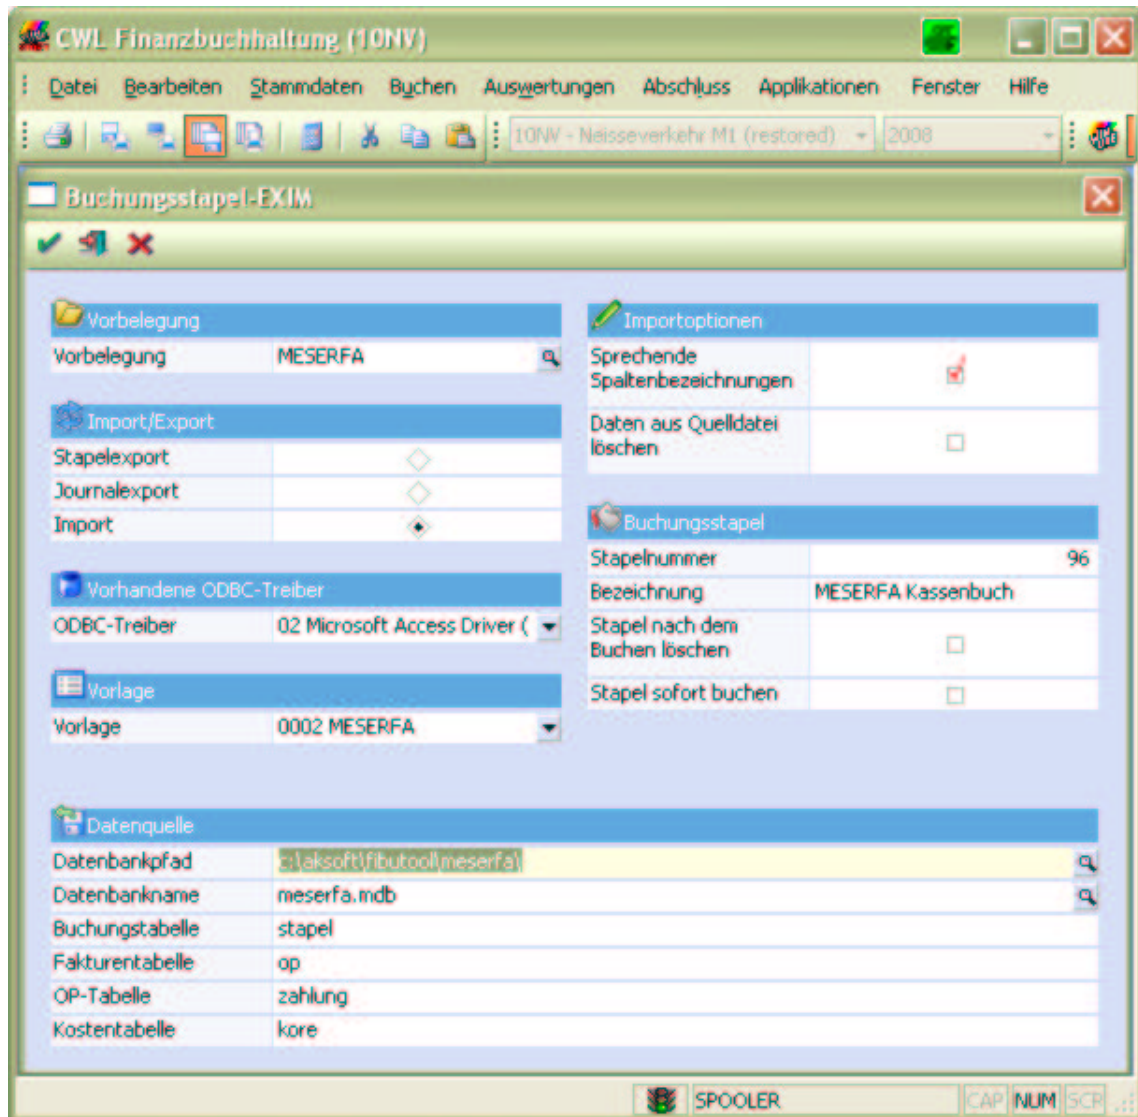 CWL Finanzbuchhaltung (10NV)
Datei Bearbeiten Stammdaten Buchen Auswertungen Abschluss Applikationen Fenster Hilfe
10NV - Neisseverkehr M1 (restored) 2008
Buchungsstapel-EXIM
Vorbelegung
Vorbelegung MESERFA
Import/Export
Stapelexport
Journalexport
Import
Vorhandene ODBC-Treiber
ODBC-Treiber 02 Microsoft Access Driver (
Vorlage
Vorlage 0002 MESERFA
Importoptionen
Sprechende
Spaltenbezeichnungen
Daten aus Quelldatei
löschen
Buchungsstapel
Stapelnummer 96
Bezeichnung MESERFA Kassenbuch
Stapel nach dem
Buchen löschen
Stapel sofort buchen
Datenquelle
Datenbankpfad c:\aksoft\fibutool\meserfa\
Datenbankname meserfa.mdb
Buchungstabelle stapel
Fakturentabelle op
OP-Tabelle zahlung
Kostentabelle kore
SPOOLER CAP NUM SCR